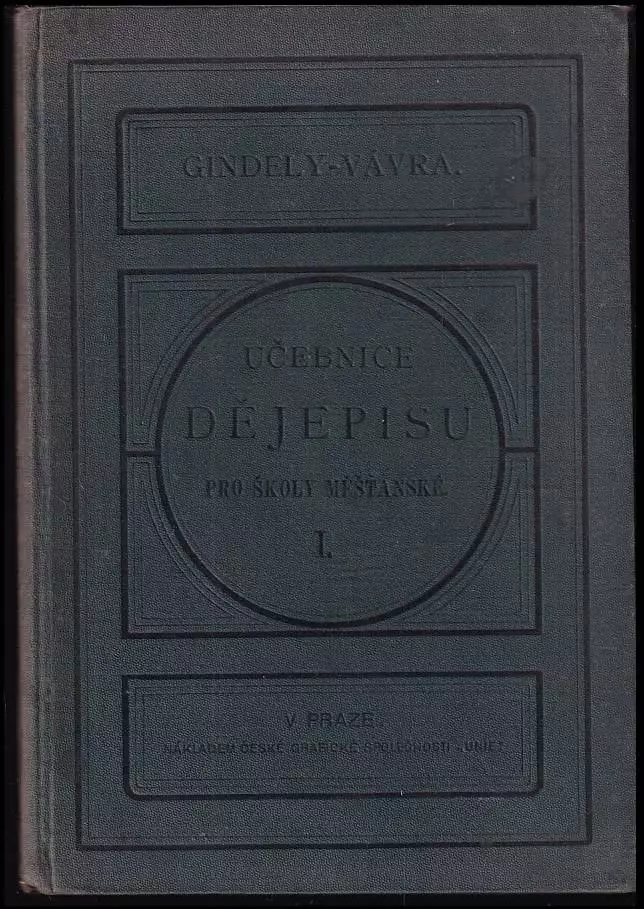 GINDELY-VÁVRA.
UČEBNICE
DĚJEPISU
PRO ŠKOLY MĚŠŤANSKÉ.
I.
V PRAZE.
NÁKLADEM ČESKÉ GRAFICKÉ SPOLEČNOSTI „UNIE“.